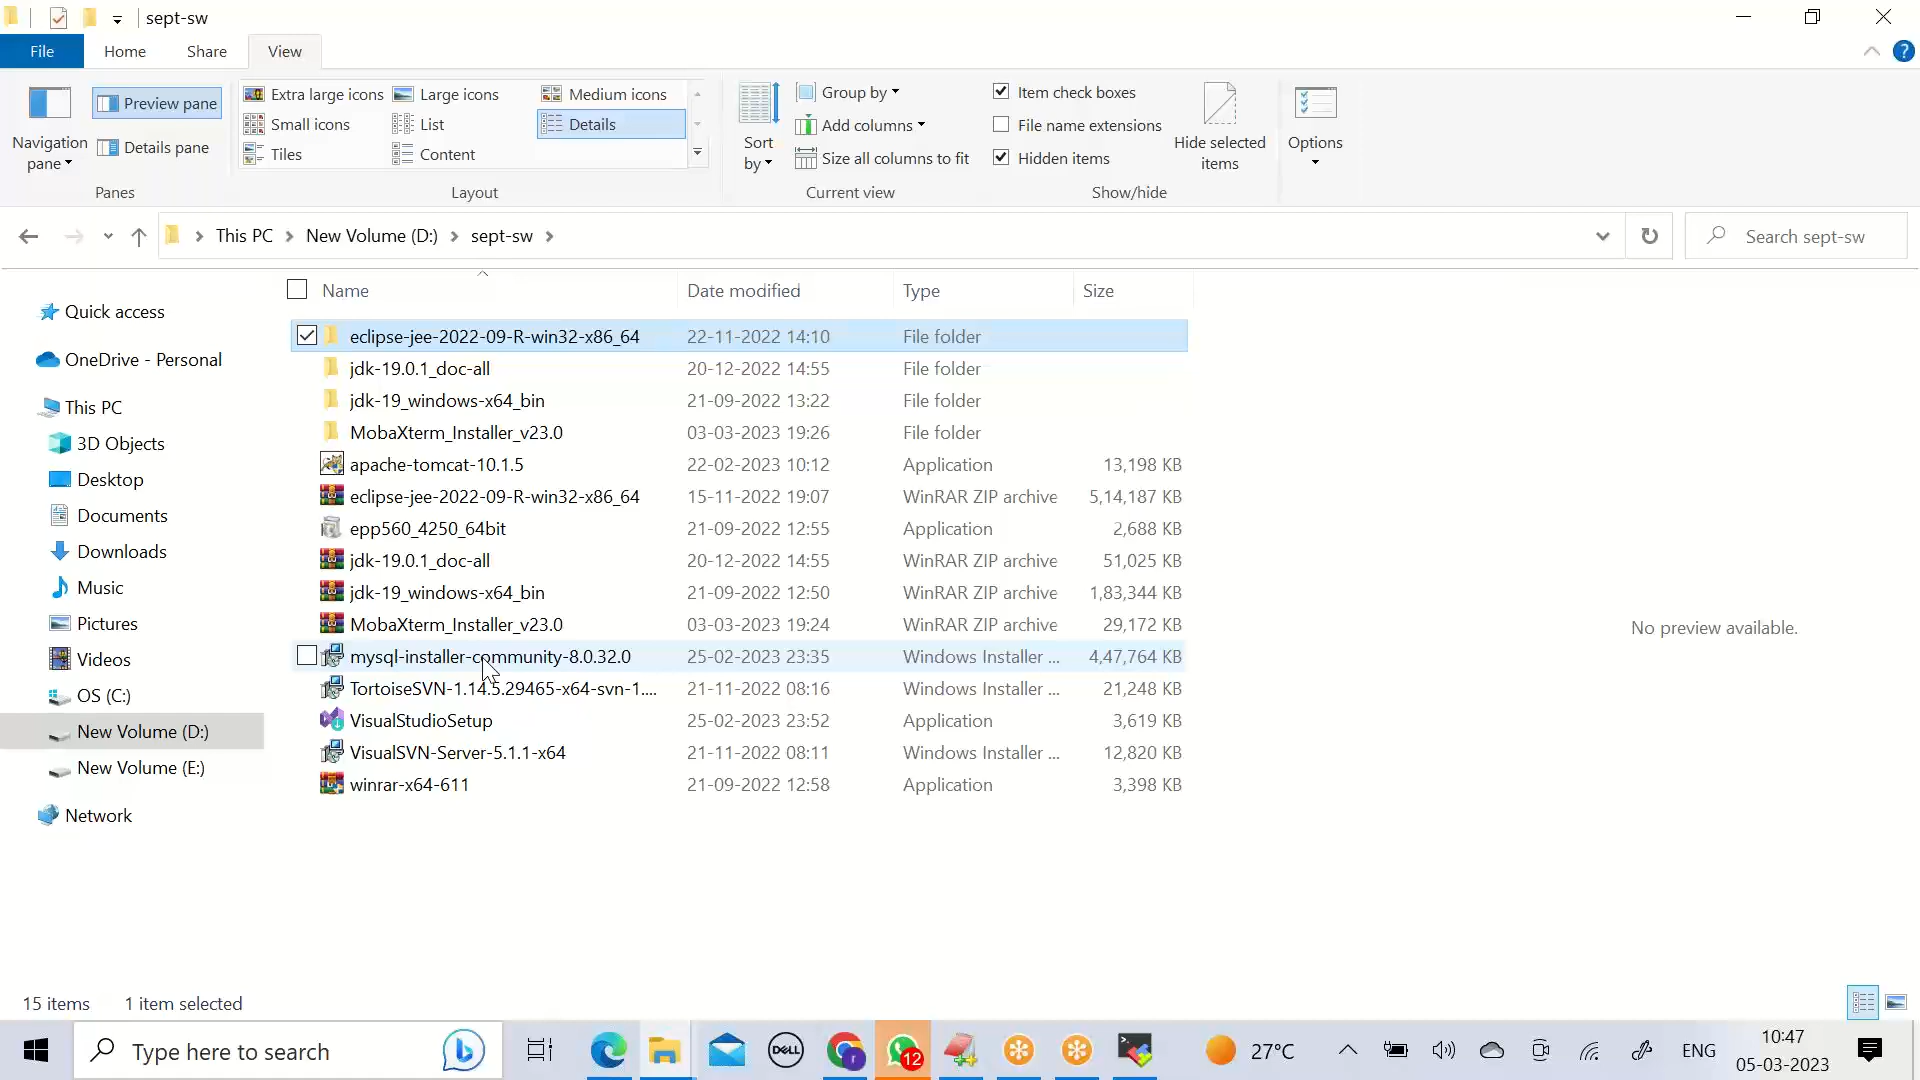 sept-sw
File Home Share View
Navigation pane
Preview pane
Details pane
Panes
Extra large icons Large icons Medium icons
Small icons List Details
Tiles Content
Layout
Sort by
Group by
Add columns
Size all columns to fit
Current view
Item check boxes
File name extensions
Hidden items
Hide selected items
Show/hide
Options
This PC New Volume (D:) sept-sw
Search sept-sw
Quick access
OneDrive - Personal
This PC
3D Objects
Desktop
Documents
Downloads
Music
Pictures
Videos
OS (C:)
New Volume (D:)
New Volume (E:)
Network
Name Date modified Type Size
eclipse-jee-2022-09-R-win32-x86_64 22-11-2022 14:10 File folder
jdk-19.0.1_doc-all 20-12-2022 14:55 File folder
jdk-19_windows-x64_bin 21-09-2022 13:22 File folder
MobaXterm_Installer_v23.0 03-03-2023 19:26 File folder
apache-tomcat-10.1.5 22-02-2023 10:12 Application 13,198 KB
eclipse-jee-2022-09-R-win32-x86_64 15-11-2022 19:07 WinRAR ZIP archive 5,14,187 KB
epp560_4250_64bit 21-09-2022 12:55 Application 2,688 KB
jdk-19.0.1_doc-all 20-12-2022 14:55 WinRAR ZIP archive 51,025 KB
jdk-19_windows-x64_bin 21-09-2022 12:50 WinRAR ZIP archive 1,83,344 KB
MobaXterm_Installer_v23.0 03-03-2023 19:24 WinRAR ZIP archive 29,172 KB
mysql-installer-community-8.0.32.0 25-02-2023 23:35 Windows Installer ... 4,47,764 KB
TortoiseSVN-1.14.5.29465-x64-svn-1.... 21-11-2022 08:16 Windows Installer ... 21,248 KB
VisualStudioSetup 25-02-2023 23:52 Application 3,619 KB
VisualSVN-Server-5.1.1-x64 21-11-2022 08:11 Windows Installer ... 12,820 KB
winrar-x64-611 21-09-2022 12:58 Application 3,398 KB
No preview available.
15 items 1 item selected
Type here to search
DELL
r
12
27°C
ENG
10:47
05-03-2023